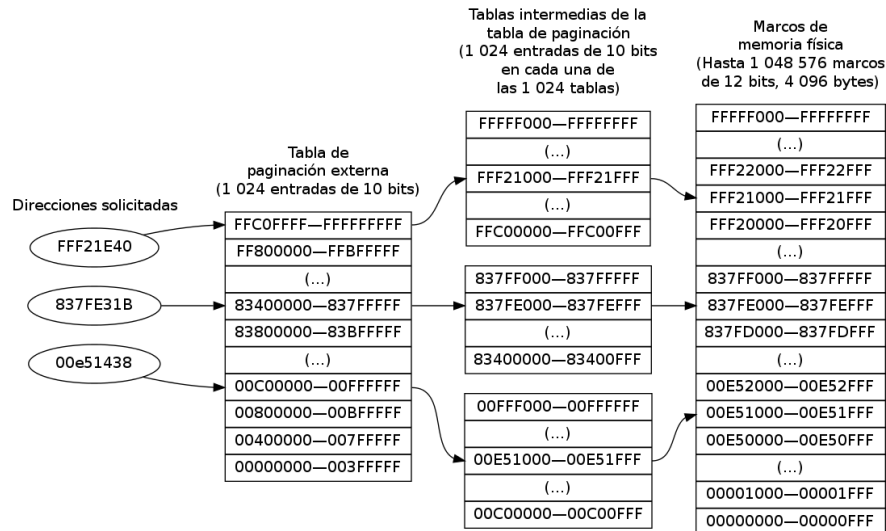 Direcciones solicitadas
FFF21E40
837FE31B
00e51438
Tabla de
paginación externa
(1 024 entradas de 10 bits)
FFC0FFFF—FFFFFFFFF
FF800000—FFBFFFFF
(...)
83400000—837FFFFF
83800000—83BFFFFF
(...)
00C00000—00FFFFFF
00800000—00BFFFFF
00400000—007FFFFF
00000000—003FFFFF
Tablas intermedias de la
tabla de paginación
(1 024 entradas de 10 bits
en cada una de
las 1 024 tablas)
FFFFF000—FFFFFFFF
(...)
FFF21000—FFF21FFF
(...)
FFC00000—FFC00FFF
837FF000—837FFFFF
837FE000—837FEFFF
(...)
83400000—83400FFF
00FFF000—00FFFFFF
(...)
00E51000—00E51FFF
(...)
00C00000—00C00FFF
Marcos de
memoria física
(Hasta 1 048 576 marcos
de 12 bits, 4 096 bytes)
FFFFF000—FFFFFFFF
(...)
FFF22000—FFF22FFF
FFF21000—FFF21FFF
FFF20000—FFF20FFF
(...)
837FF000—837FFFFF
837FE000—837FEFFF
837FD000—837FDFFF
(...)
00E52000—00E52FFF
00E51000—00E51FFF
00E50000—00E50FFF
(...)
00001000—00001FFF
00000000—00000FFF